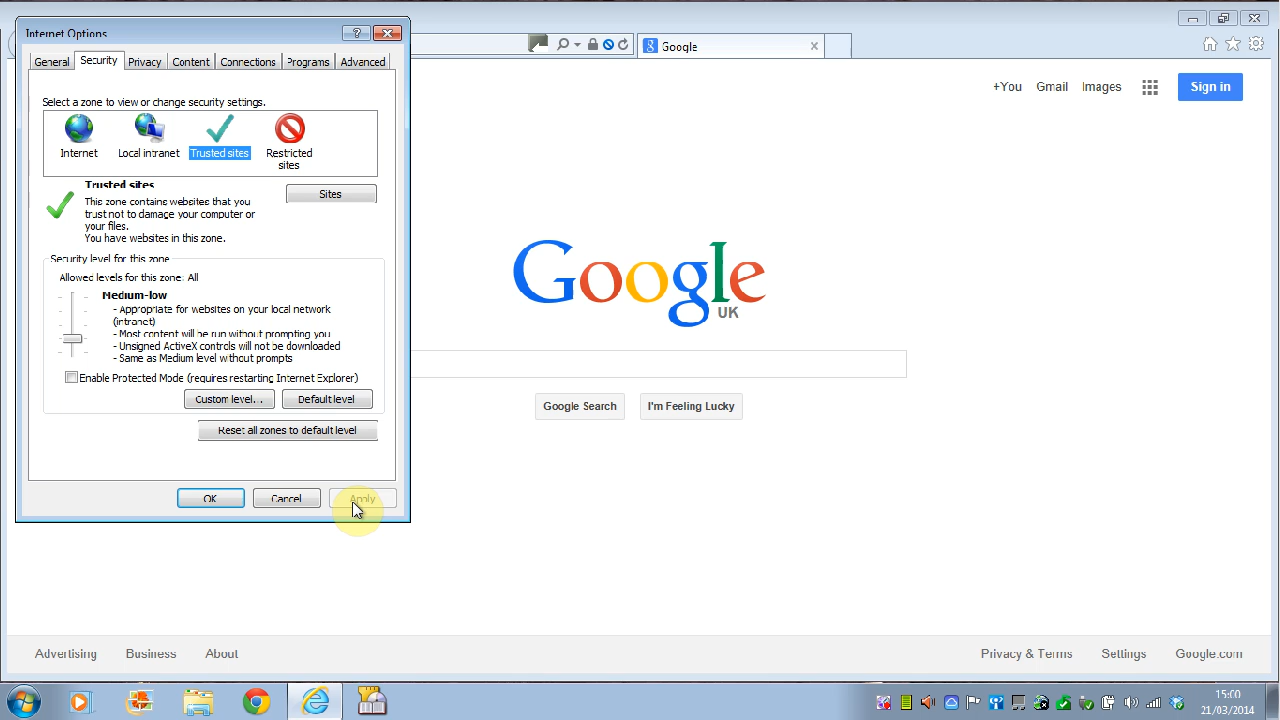 Internet Options
?
Google
General
Security
Privacy
Content
Connections
Programs
Advanced
+You
Gmail
Images
Sign in
Select a zone to view or change security settings.
Internet
Local intranet
Trusted sites
Restricted
sites
Trusted sites
Sites
This zone contains websites that you
trust not to damage your computer or
your files.
You have websites in this zone.
Security level for this zone
Allowed levels for this zone: All
Medium-low
- Appropriate for websites on your local network
(intranet)
- Most content will be run without prompting you
- Unsigned ActiveX controls will not be downloaded
- Same as Medium level without prompts
Enable Protected Mode (requires restarting Internet Explorer)
Custom level...
Default level
Reset all zones to default level
OK
Cancel
Apply
Google
UK
Google Search
I'm Feeling Lucky
Advertising
Business
About
Privacy & Terms
Settings
Google.com
15:00
21/03/2014